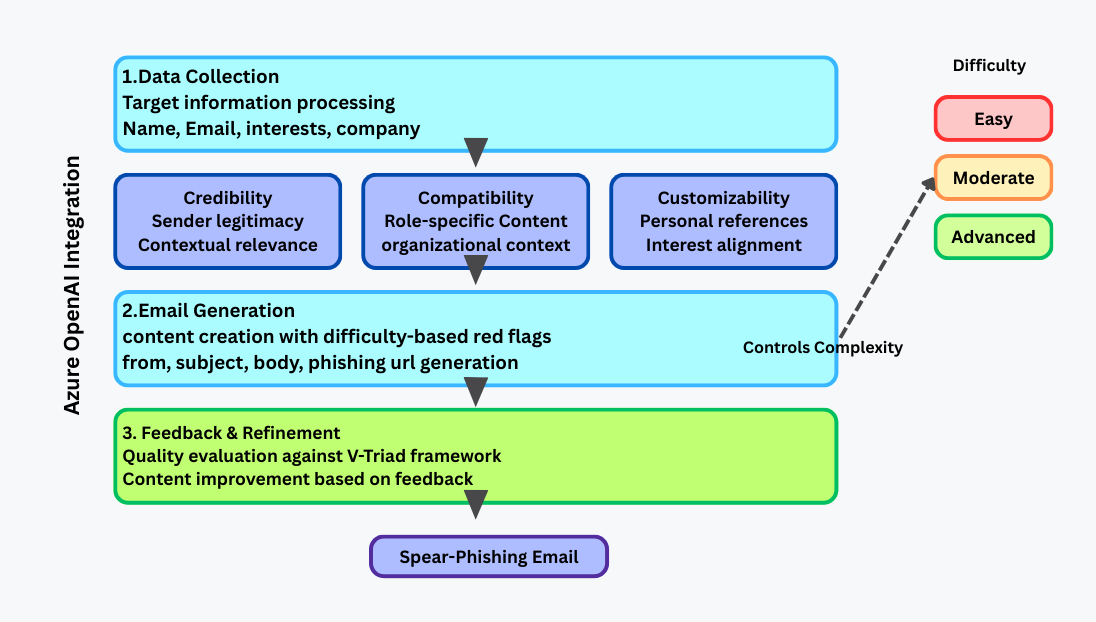 Azure OpenAI Integration
1.Data Collection
Target information processing
Name, Email, interests, company
Credibility
Sender legitimacy
Contextual relevance
Compatibility
Role-specific Content
organizational context
Customizability
Personal references
Interest alignment
2.Email Generation
content creation with difficulty-based red flags
from, subject, body, phishing url generation
Controls Complexity
3. Feedback & Refinement
Quality evaluation against V-Triad framework
Content improvement based on feedback
Spear-Phishing Email
Difficulty
Easy
Moderate
Advanced